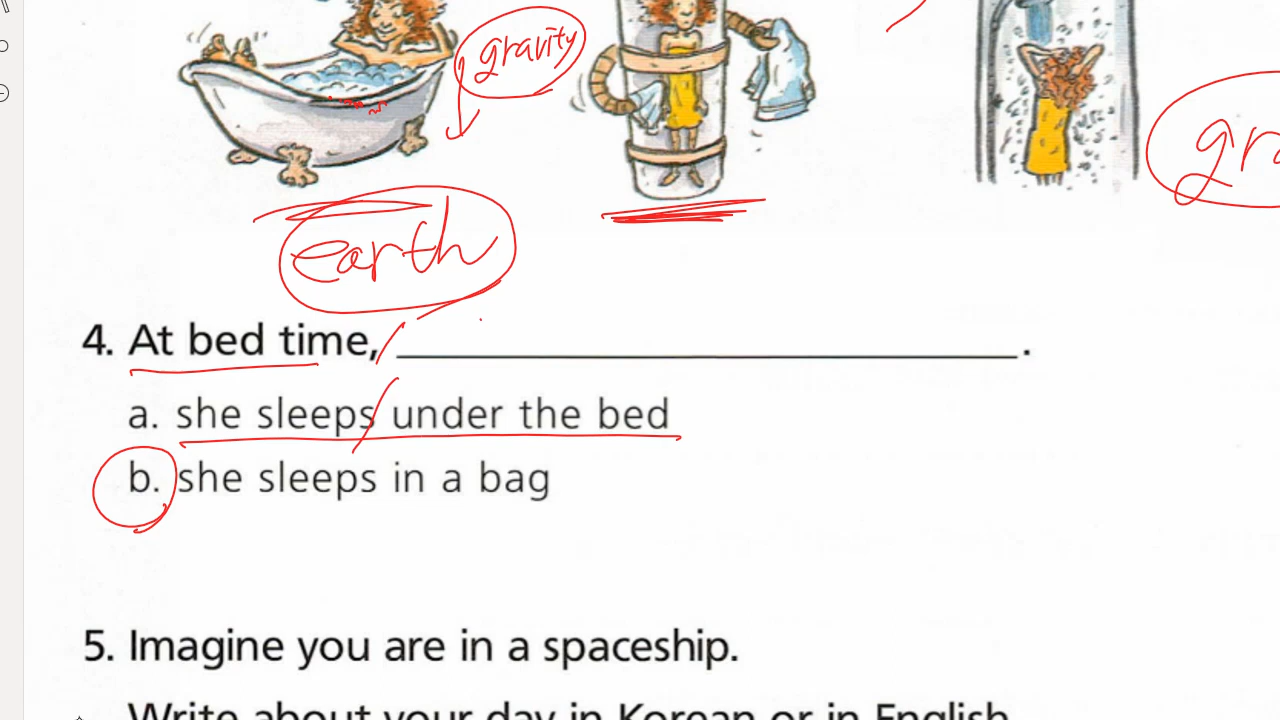 gravity
gra
earth
4. At bed time, ______________________.
a. she sleeps under the bed
b. she sleeps in a bag
5. Imagine you are in a spaceship.
Write about your day in Korean or in English